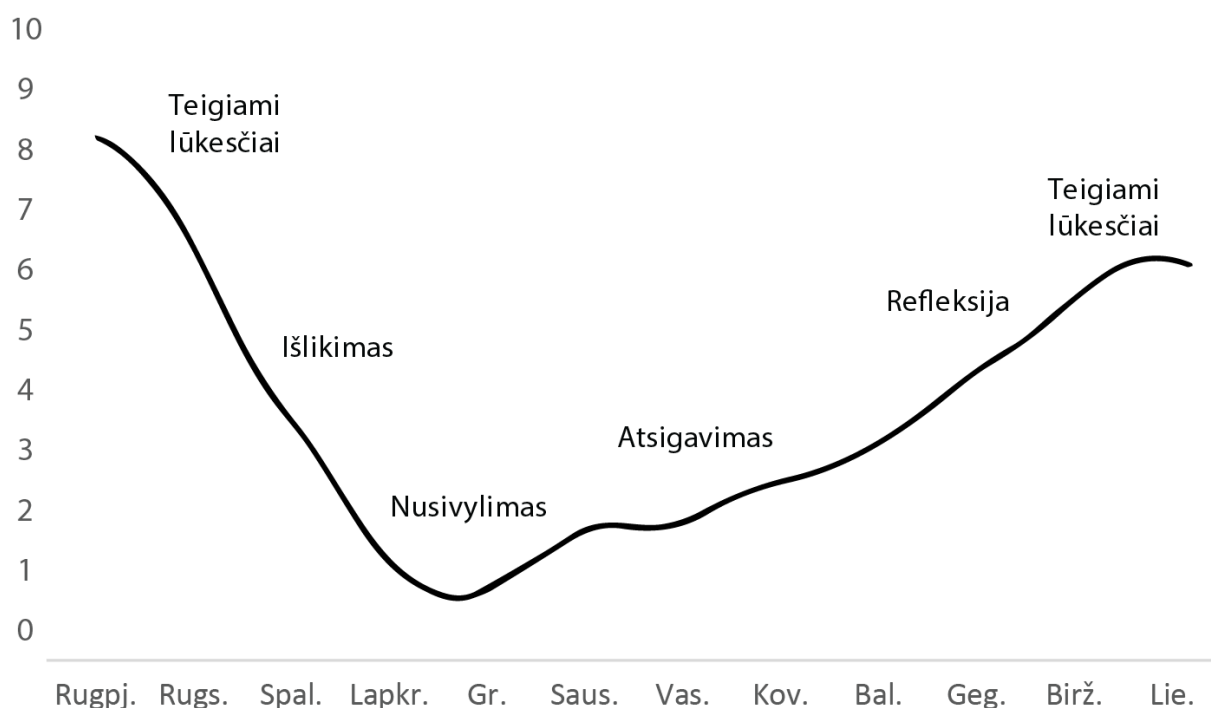 10
9
Teigiami
lūkesčiai
8
7
Teigiami
lūkesčiai
6
Refleksija
5
Išlikimas
4
3
Atsigavimas
2
Nusivylimas
1
0
Rugpj. Rugs. Spal. Lapkr. Gr. Saus. Vas. Kov. Bal. Geg. Birž. Lie.